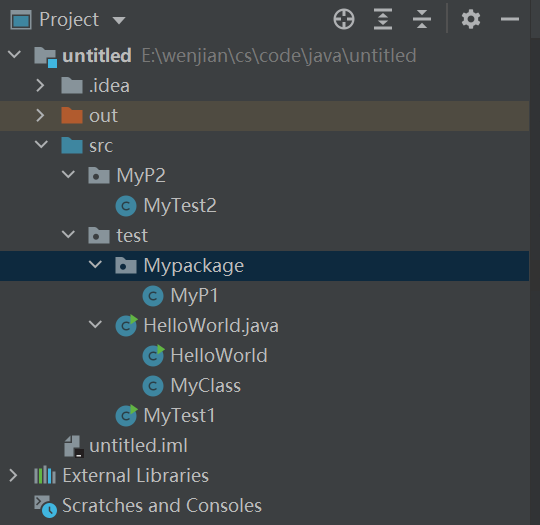 Project
untitled E:\wenjian\cs\code\java\untitled
.idea
out
src
MyP2
MyTest2
test
Mypackage
MyP1
HelloWorld.java
HelloWorld
MyClass
MyTest1
untitled.iml
External Libraries
Scratches and Consoles